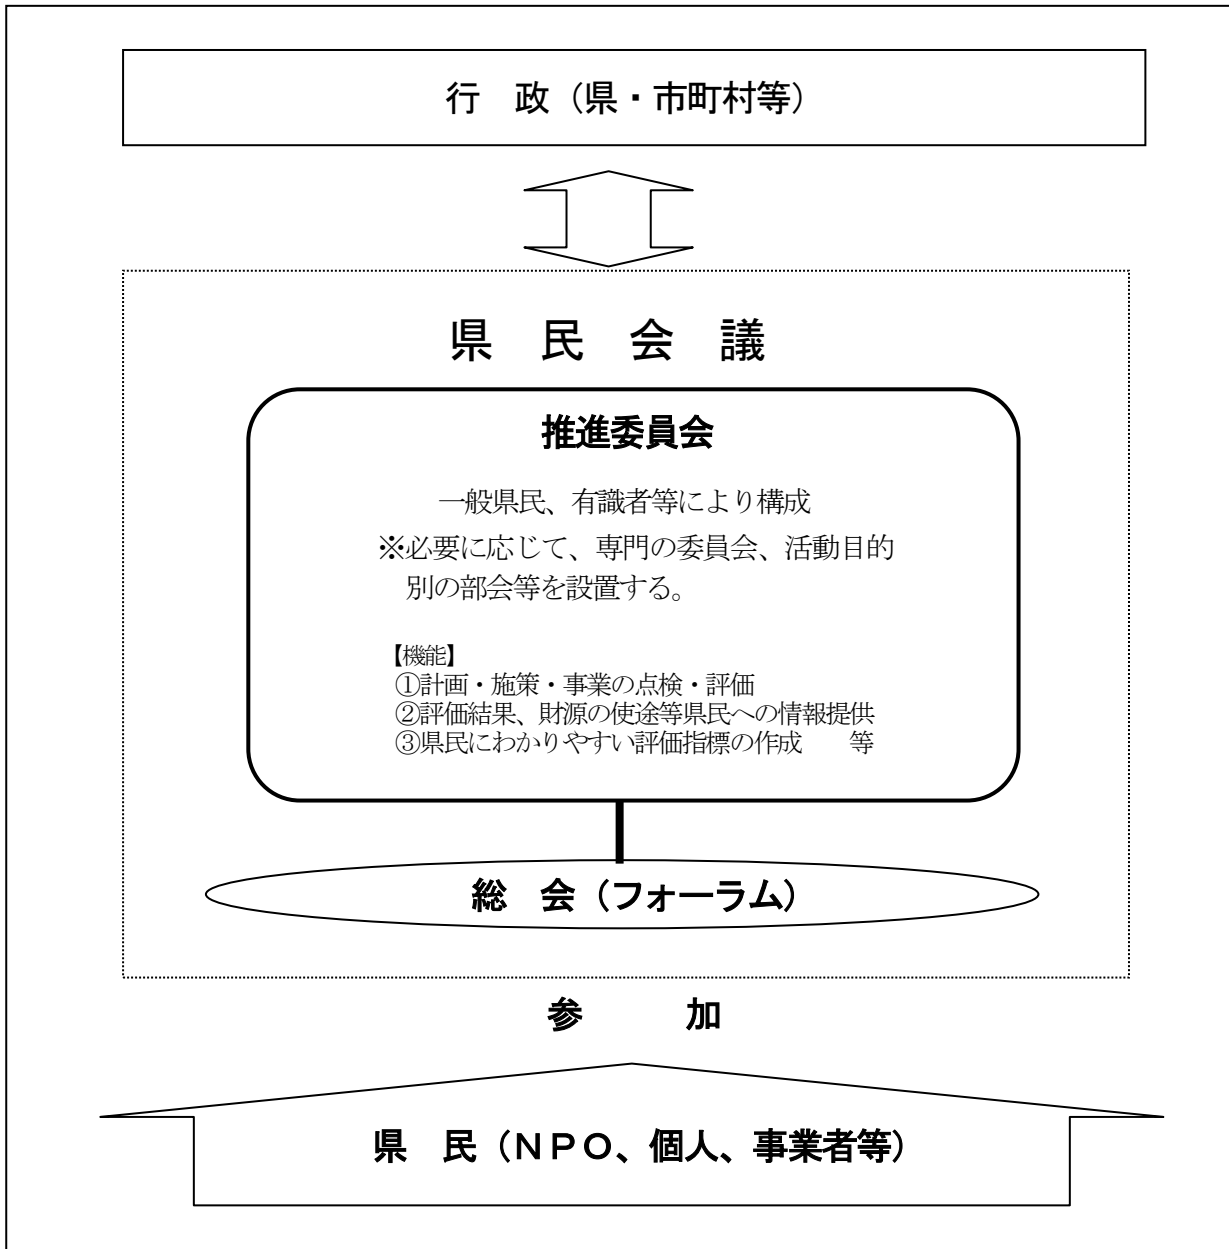 行　政（県・市町村等）
県　民　会　議
推進委員会
一般県民、有識者等により構成
※必要に応じて、専門の委員会、活動目的
別の部会等を設置する。
【機能】
①計画・施策・事業の点検・評価
②評価結果、財源の使途等県民への情報提供
③県民にわかりやすい評価指標の作成　　等
総　会（フォーラム）
参　　加
県　民（ＮＰＯ、個人、事業者等）